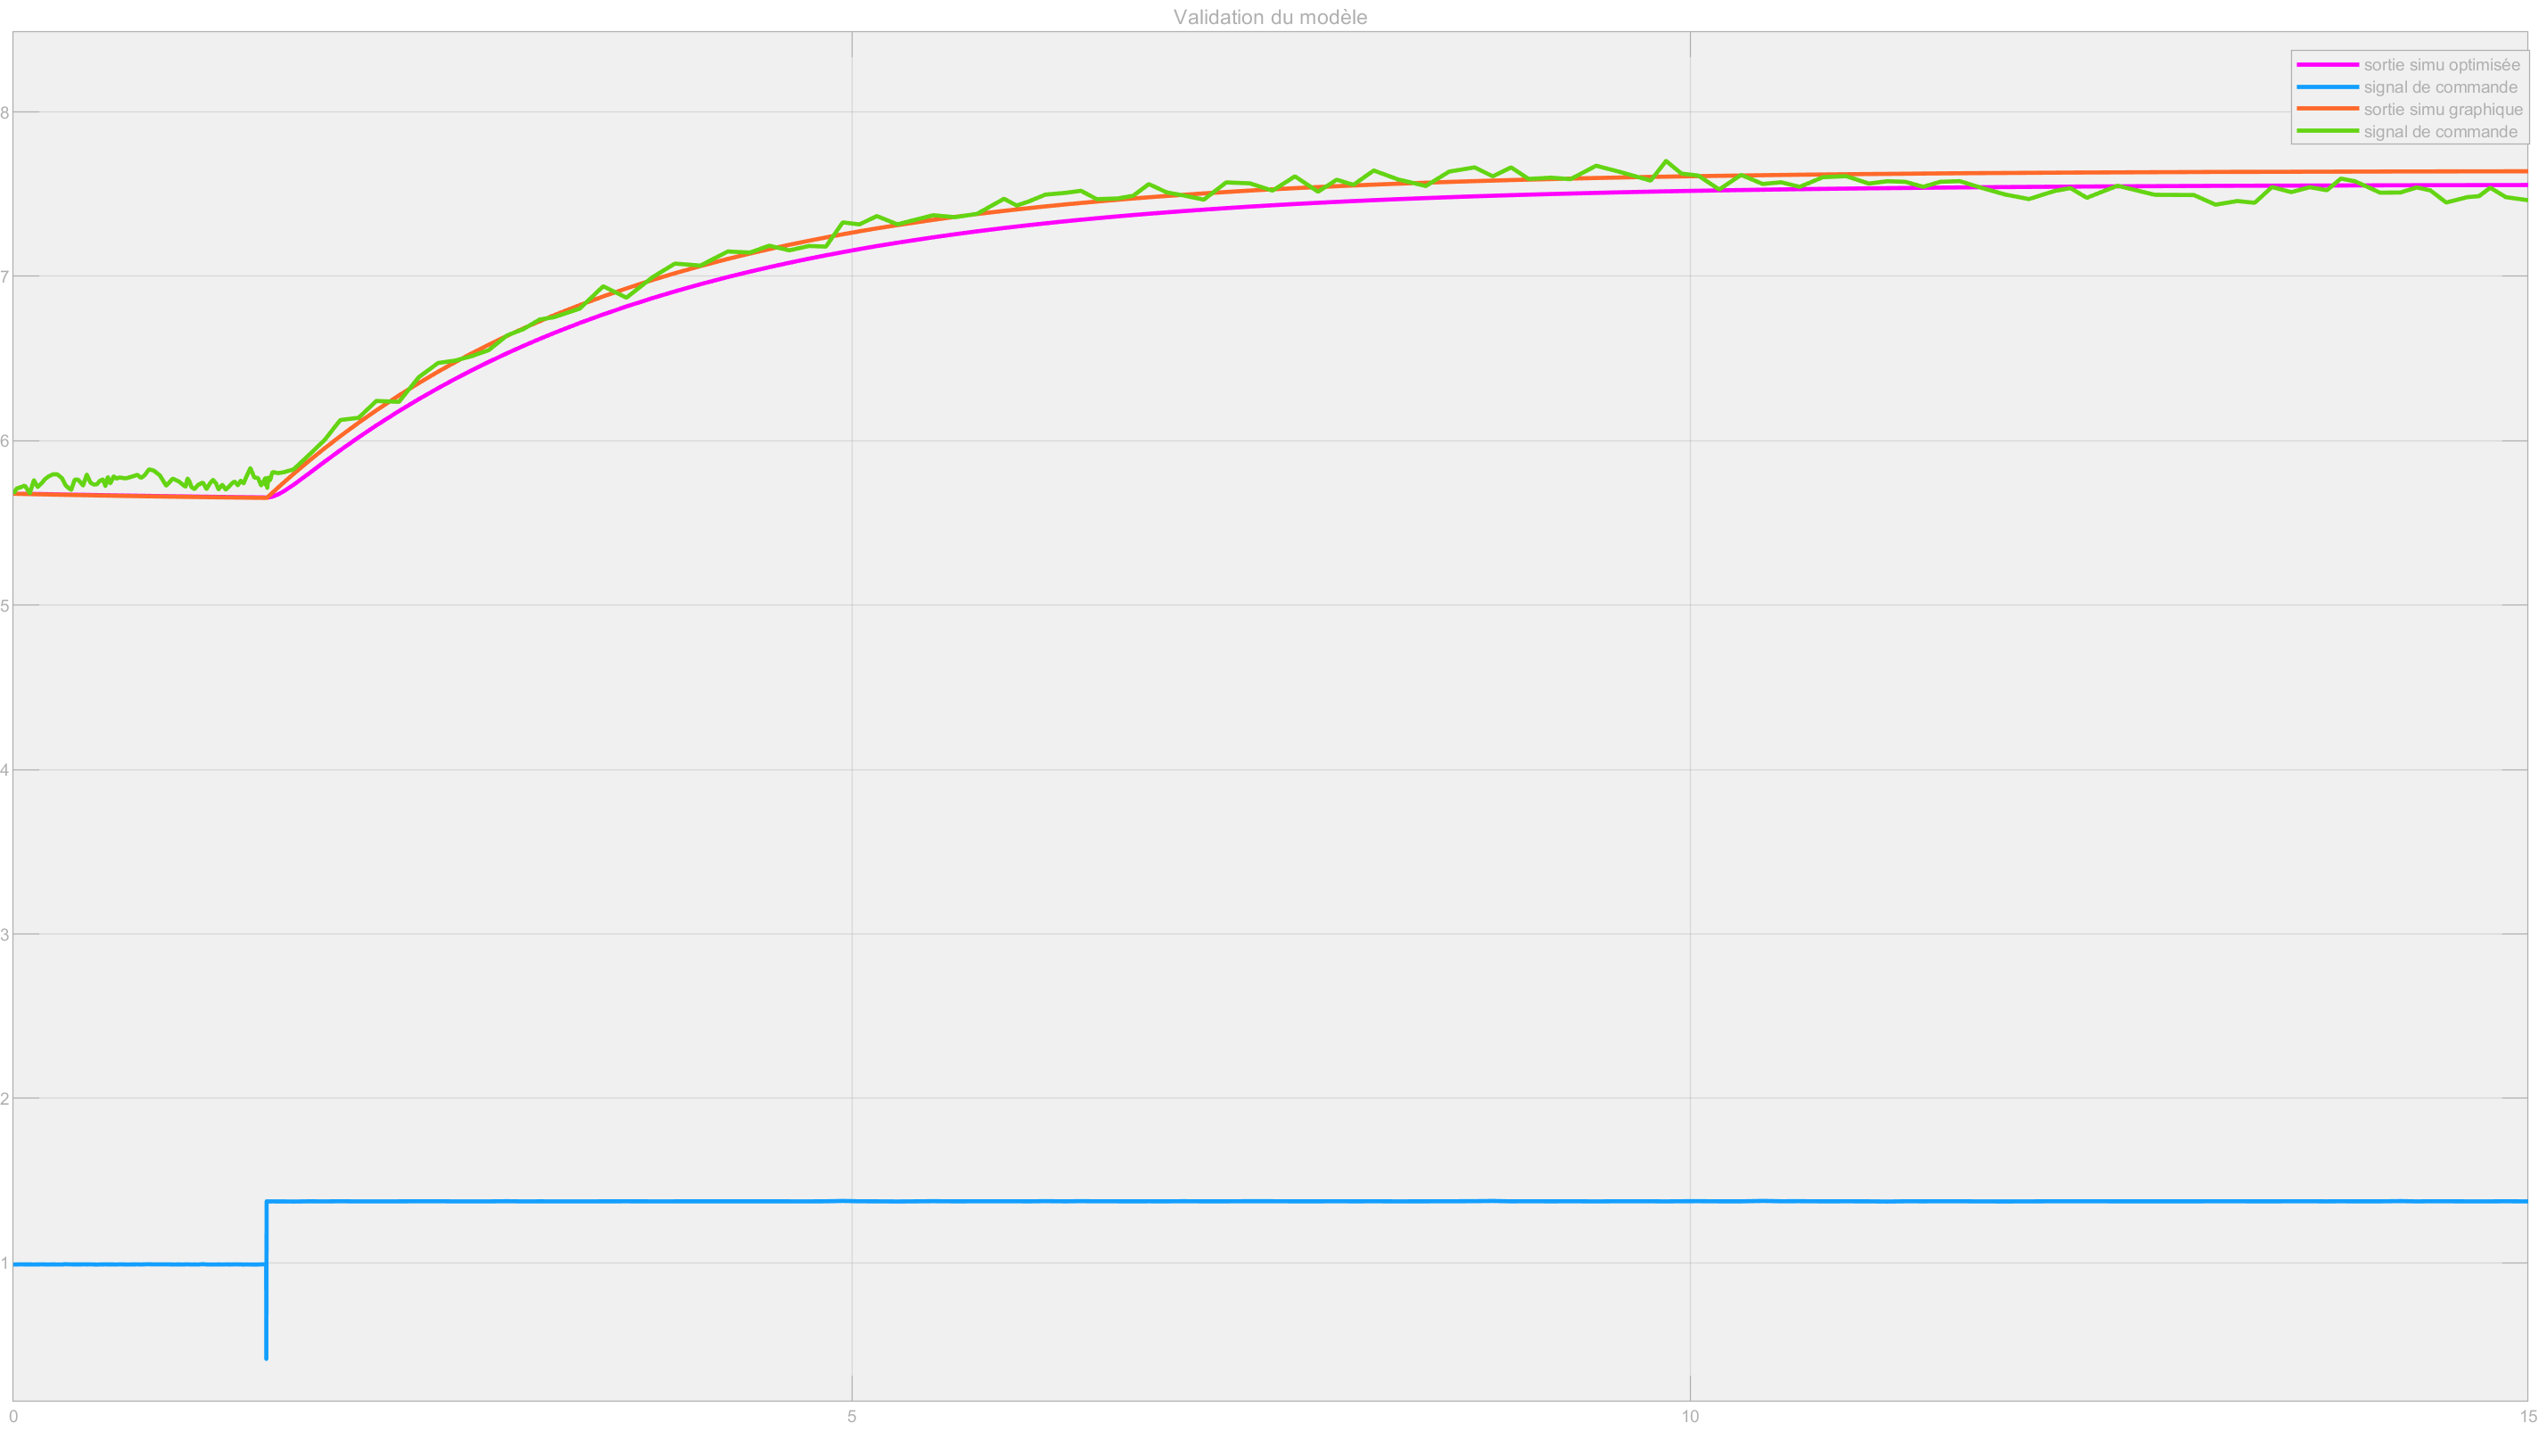 Validation du modèle
sortie simu optimisée
signal de commande
sortie simu graphique
signal de commande
8
7
6
5
4
3
2
1
0 5 10 15